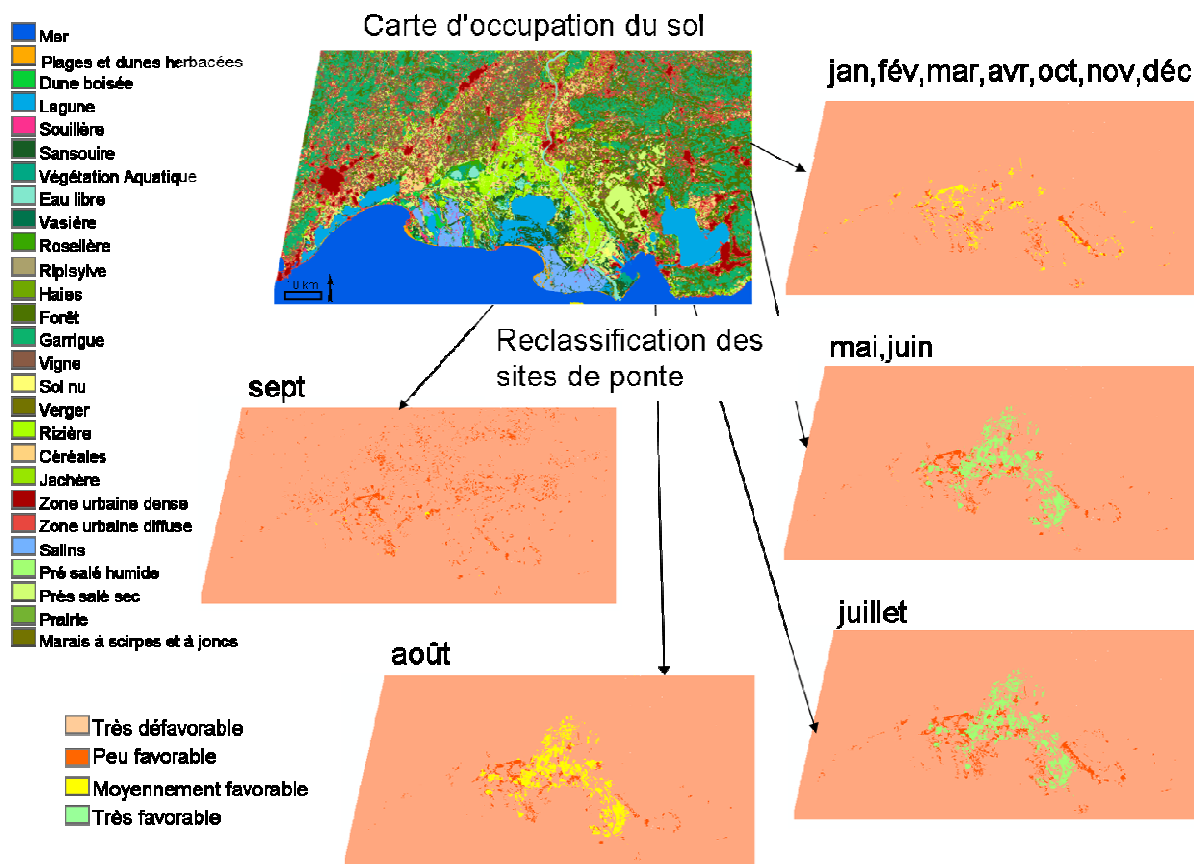 Carte d'occupation du sol
Mer
Plages et dunes herbacées
Dune boisée
Lagune
Souillère
Sansouire
Végétation Aquatique
Eau libre
Vasière
Roselière
Ripisylve
Haies
Forêt
Garrigue
Vigne
Sol nu
Verger
Rizière
Céréales
Jachère
Zone urbaine dense
Zone urbaine diffuse
Salins
Pré salé humide
Près salé sec
Prairie
Marais à scirpes et à joncs
jan,fév,mar,avr,oct,nov,déc
Reclassification des
sites de ponte
mai,juin
sept
juillet
août
Très défavorable
Peu favorable
Moyennement favorable
Très favorable